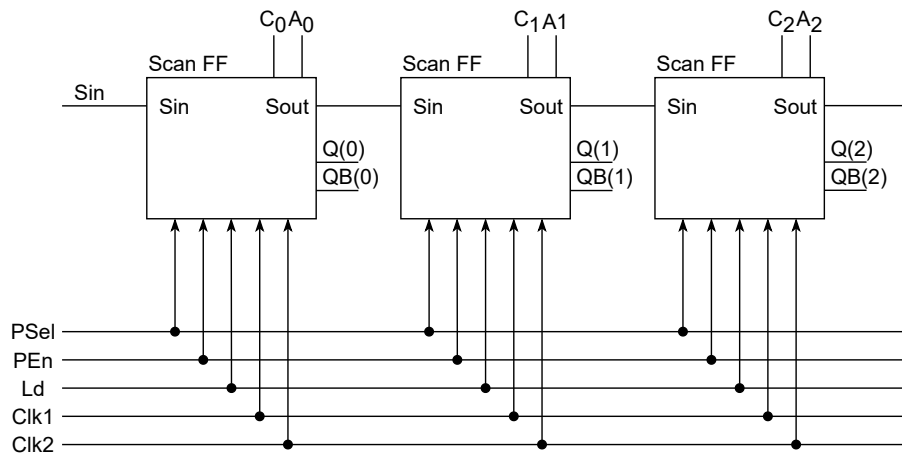 C0A0 C1A1 C2A2
Scan FF Scan FF Scan FF
Sin Sin Sout Sin Sout Sin Sout
Q(0) Q(1) Q(2)
QB(0) QB(1) QB(2)
PSel
PEn
Ld
Clk1
Clk2